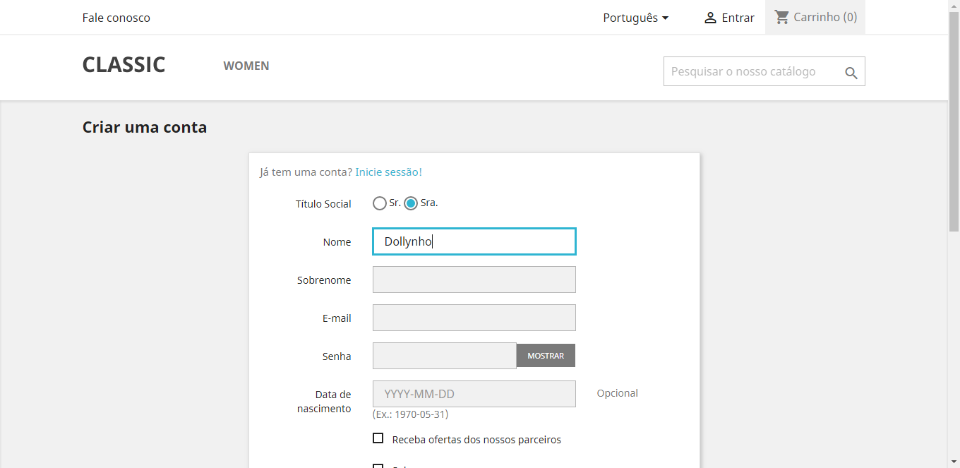 Fale conosco
Português
Entrar
Carrinho (0)
CLASSIC
WOMEN
Pesquisar o nosso catálogo
Criar uma conta
Já tem uma conta? Inicie sessão!
Título Social
Sr.
Sra.
Nome
Dollynho
Sobrenome
E-mail
Senha
MOSTRAR
Data de
nascimento
YYYY-MM-DD
Opcional
(Ex.: 1970-05-31)
Receba ofertas dos nossos parceiros